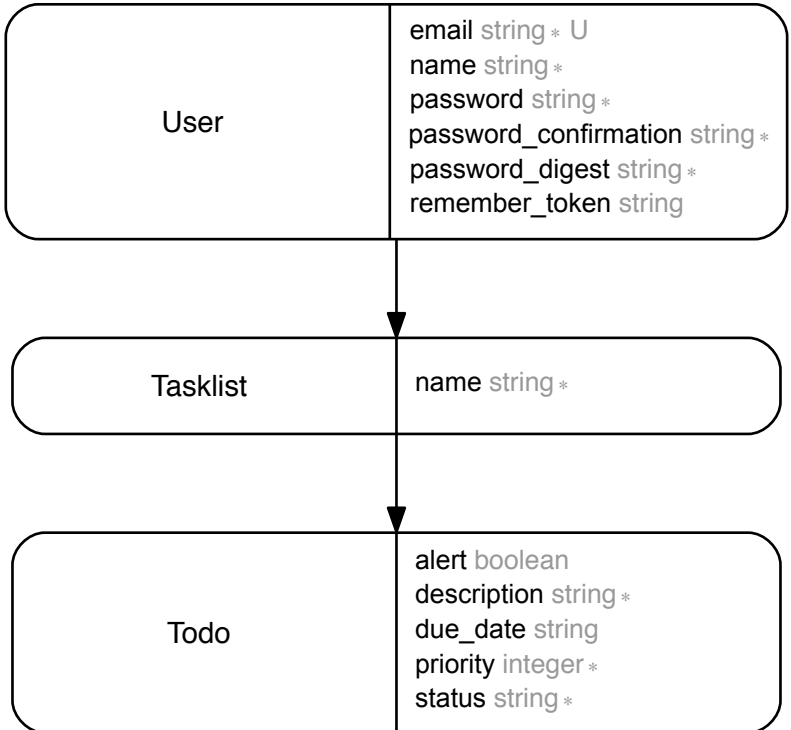 User
email string * U
name string *
password string *
password_confirmation string *
password_digest string *
remember_token string
Tasklist
name string *
Todo
alert boolean
description string *
due_date string
priority integer *
status string *